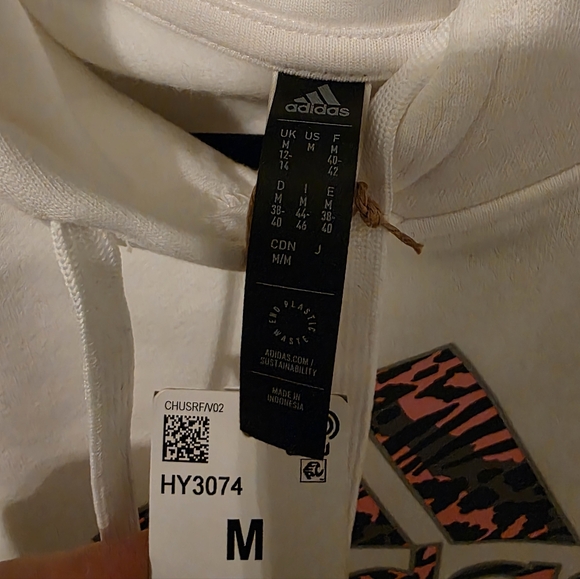 adidas
UK US F
M M M
12- 40-
14 42
D I E
M M M
38- 44- 38-
40 46 40
CDN J
M/M
END PLASTIC WASTE
ADIDAS.COM/
SUSTAINABILITY
MADE IN
INDONESIA
CHUSRF/V02
HY3074
M